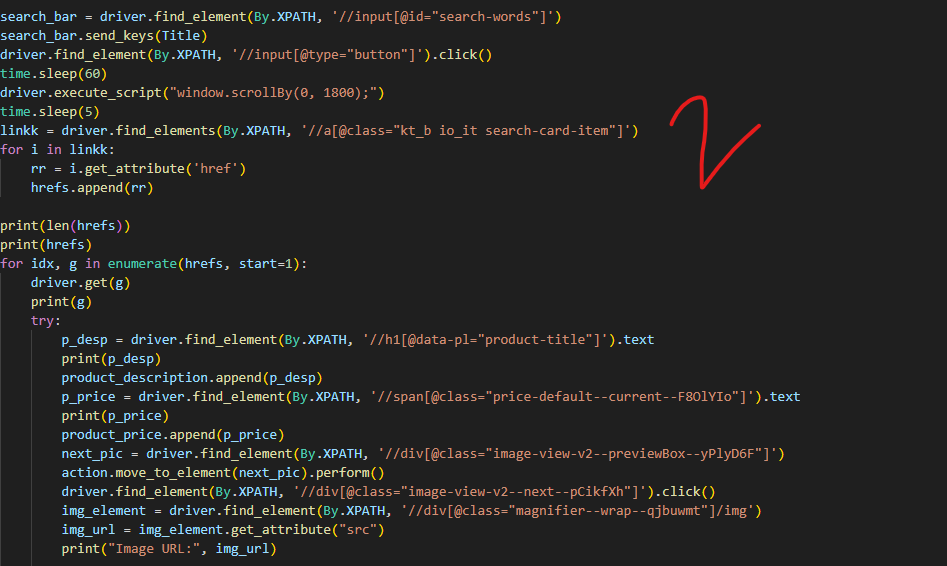 search_bar = driver.find_element(By.XPATH, '//input[@id="search-words"]')
search_bar.send_keys(Title)
driver.find_element(By.XPATH, '//input[@type="button"]').click()
time.sleep(60)
driver.execute_script("window.scrollBy(0, 1800);")
time.sleep(5)
linkk = driver.find_elements(By.XPATH, '//a[@class="kt_b io_it search-card-item"]')
2
for i in linkk:
    rr = i.get_attribute('href')
    hrefs.append(rr)

print(len(hrefs))
print(hrefs)
for idx, g in enumerate(hrefs, start=1):
    driver.get(g)
    print(g)
    try:
        p_desp = driver.find_element(By.XPATH, '//h1[@data-pl="product-title"]').text
        print(p_desp)
        product_description.append(p_desp)
        p_price = driver.find_element(By.XPATH, '//span[@class="price-default--current--F8OlYIo"]').text
        print(p_price)
        product_price.append(p_price)
        next_pic = driver.find_element(By.XPATH, '//div[@class="image-view-v2--previewBox--yPlyD6F"]')
        action.move_to_element(next_pic).perform()
        driver.find_element(By.XPATH, '//div[@class="image-view-v2--next--pCikfXh"]').click()
        img_element = driver.find_element(By.XPATH, '//div[@class="magnifier--wrap--qjbuwmt"]/img')
        img_url = img_element.get_attribute("src")
        print("Image URL:", img_url)